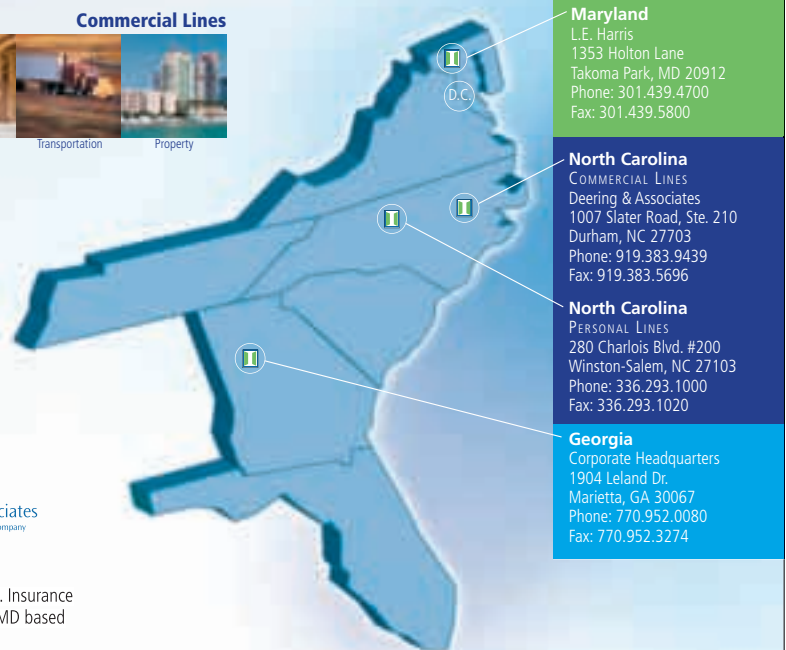 Commercial Lines
Transportation
Property
D.C.
Maryland
L.E. Harris
1353 Holton Lane
Takoma Park, MD 20912
Phone: 301.439.4700
Fax: 301.439.5800
North Carolina
Commercial Lines
Deering & Associates
1007 Slater Road, Ste. 210
Durham, NC 27703
Phone: 919.383.9439
Fax: 919.383.5696
North Carolina
Personal Lines
280 Charlois Blvd. #200
Winston-Salem, NC 27103
Phone: 336.293.1000
Fax: 336.293.1020
Georgia
Corporate Headquarters
1904 Leland Dr.
Marietta, GA 30067
Phone: 770.952.0080
Fax: 770.952.3274
ciates
ompany
. Insurance
MD based